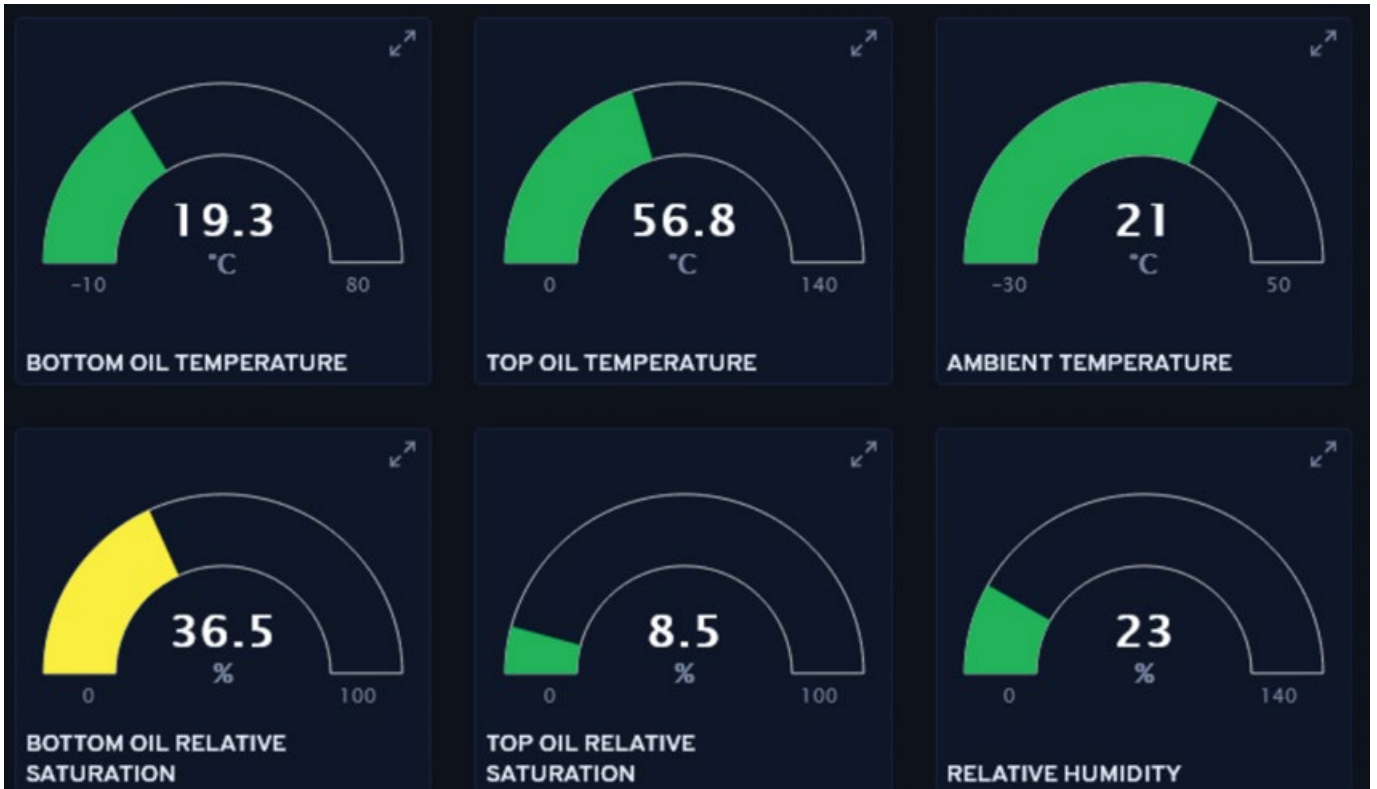 19.3
°C
-10 80
BOTTOM OIL TEMPERATURE
56.8
°C
0 140
TOP OIL TEMPERATURE
21
°C
-30 50
AMBIENT TEMPERATURE
36.5
%
0 100
BOTTOM OIL RELATIVE
SATURATION
8.5
%
0 100
TOP OIL RELATIVE
SATURATION
23
%
0 140
RELATIVE HUMIDITY